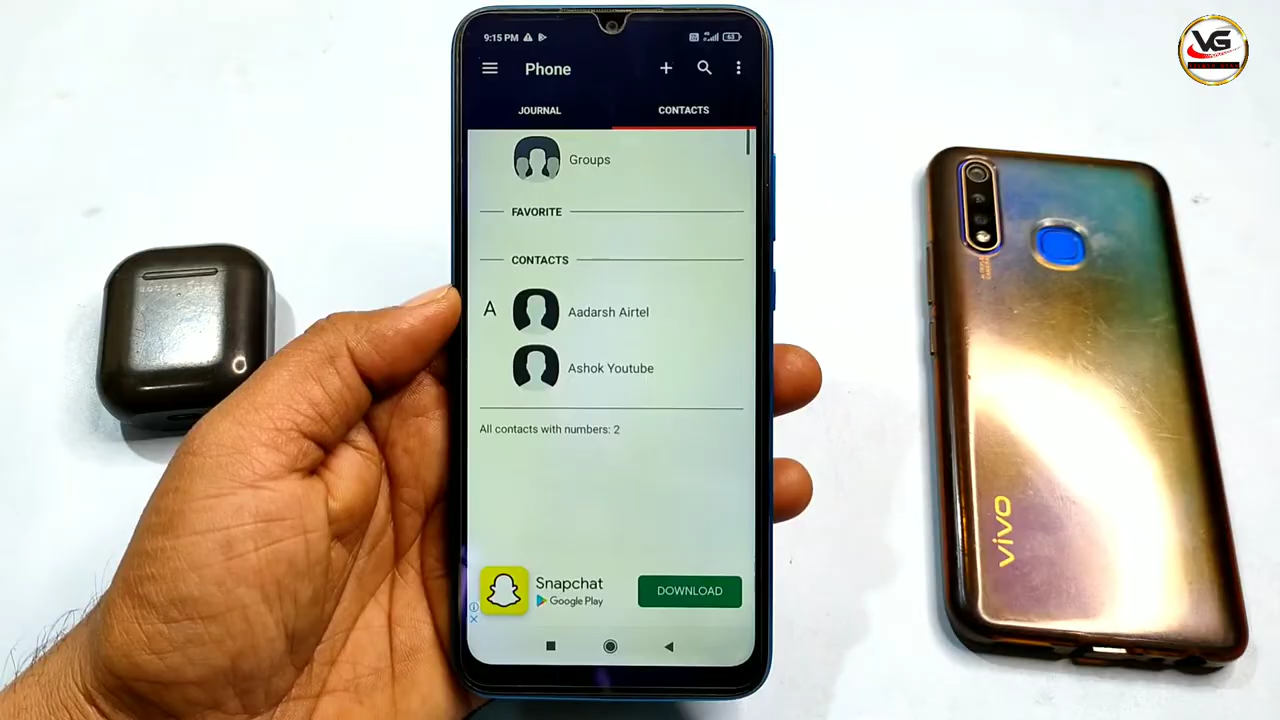 9:15 PM
63
VG
Phone
JOURNAL
CONTACTS
Groups
FAVORITE
CONTACTS
A
Aadarsh Airtel
Ashok Youtube
All contacts with numbers: 2
Snapchat
Google Play
DOWNLOAD
vivo